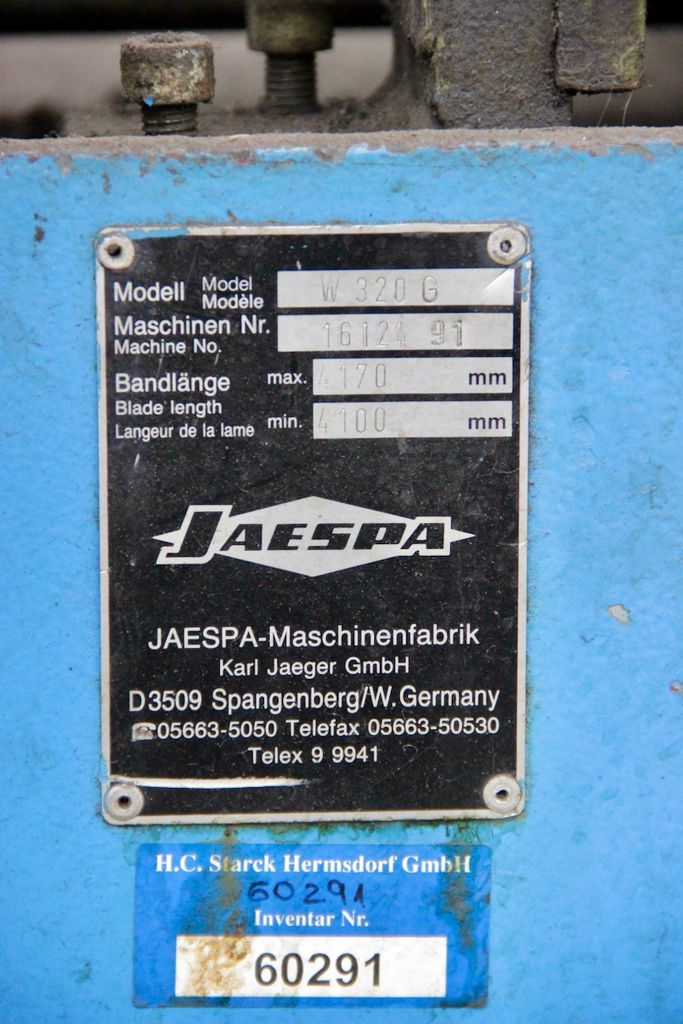 Modell Model Modèle W 320 G
Maschinen Nr. Machine No. 16124 91
Bandlänge max. 4170 mm
Blade length
Langeur de la lame min. 4100 mm
JAESPA
JAESPA-Maschinenfabrik
Karl Jaeger GmbH
D3509 Spangenberg/W.Germany
☎05663-5050 Telefax 05663-50530
Telex 9 9941
H.C. Starck Hermsdorf GmbH
60291
Inventar Nr.
60291